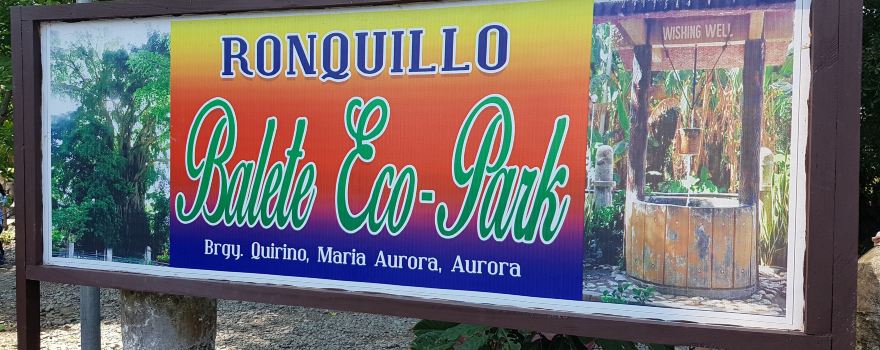 RONQUILLO
Balete Eco-Park
Brgy. Quirino, Maria Aurora, Aurora
WISHING WELL